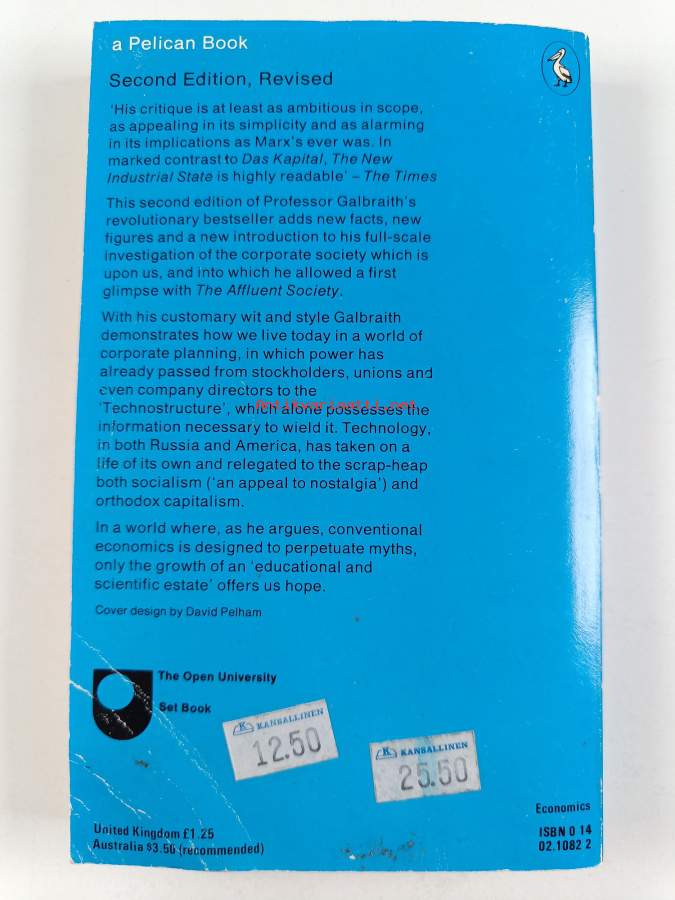 a Pelican Book
Second Edition, Revised
'His critique is at least as ambitious in scope,
as appealing in its simplicity and as alarming
in its implications as Marx's ever was. In
marked contrast to Das Kapital, The New
Industrial State is highly readable' – The Times
This second edition of Professor Galbraith's
revolutionary bestseller adds new facts, new
figures and a new introduction to his full-scale
investigation of the corporate society which is
upon us, and into which he allowed a first
glimpse with The Affluent Society.
With his customary wit and style Galbraith
demonstrates how we live today in a world of
corporate planning, in which power has
already passed from stockholders, unions and
even company directors to the
'Technostructure', which alone possesses the
information necessary to wield it. Technology,
in both Russia and America, has taken on a
life of its own and relegated to the scrap-heap
both socialism ('an appeal to nostalgia') and
orthodox capitalism.
In a world where, as he argues, conventional
economics is designed to perpetuate myths,
only the growth of an 'educational and
scientific estate' offers us hope.
Cover design by David Pelham
The Open University
Set Book
K KANSALLINEN
12.50
K KANSALLINEN
25.50
United Kingdom £1.25
Australia $3.50 (recommended)
Economics
ISBN 0 14
02.1082 2